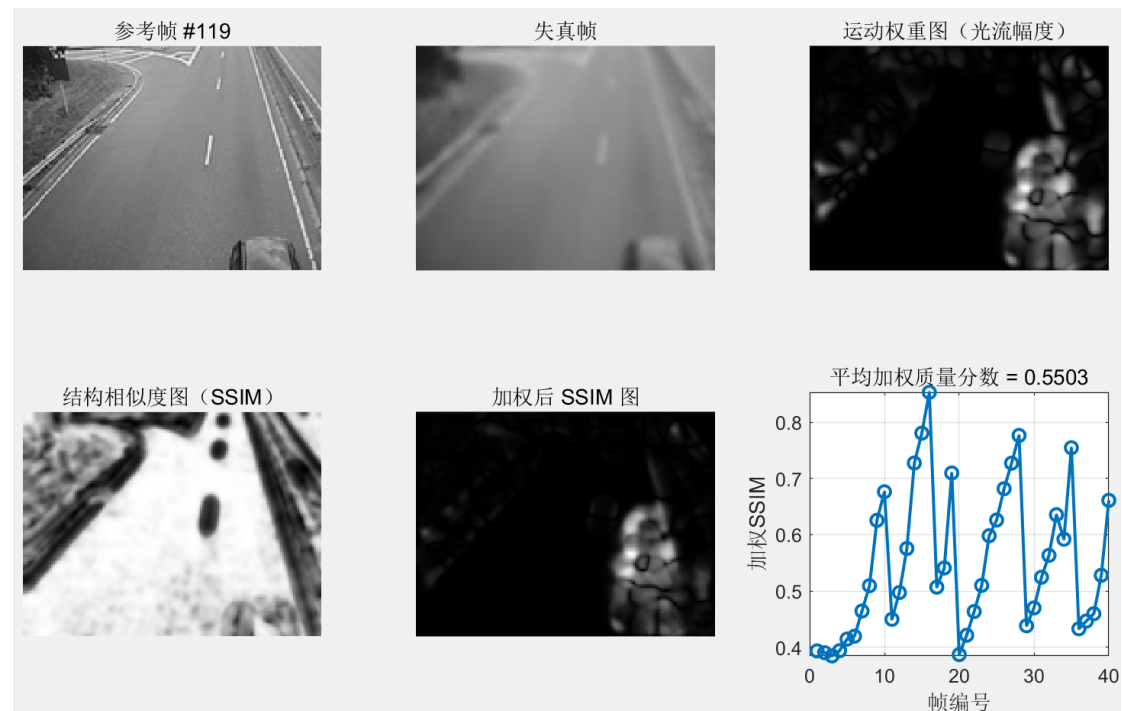 参考帧 #119
失真帧
运动权重图（光流幅度）
结构相似度图（SSIM）
加权后 SSIM 图
平均加权质量分数 = 0.5503
加权SSIM
0.8
0.7
0.6
0.5
0.4
0 10 20 30 40
帧编号